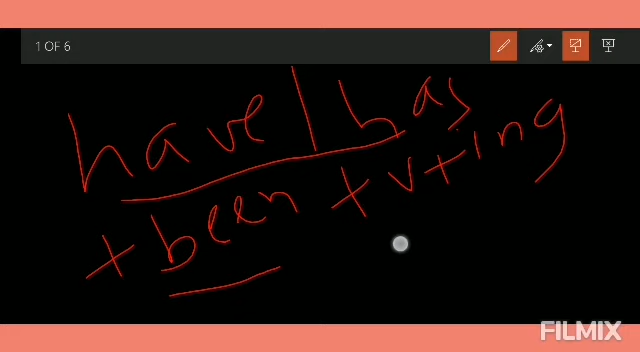 1 OF 6
have/has
+been +v+ing
FILMIX